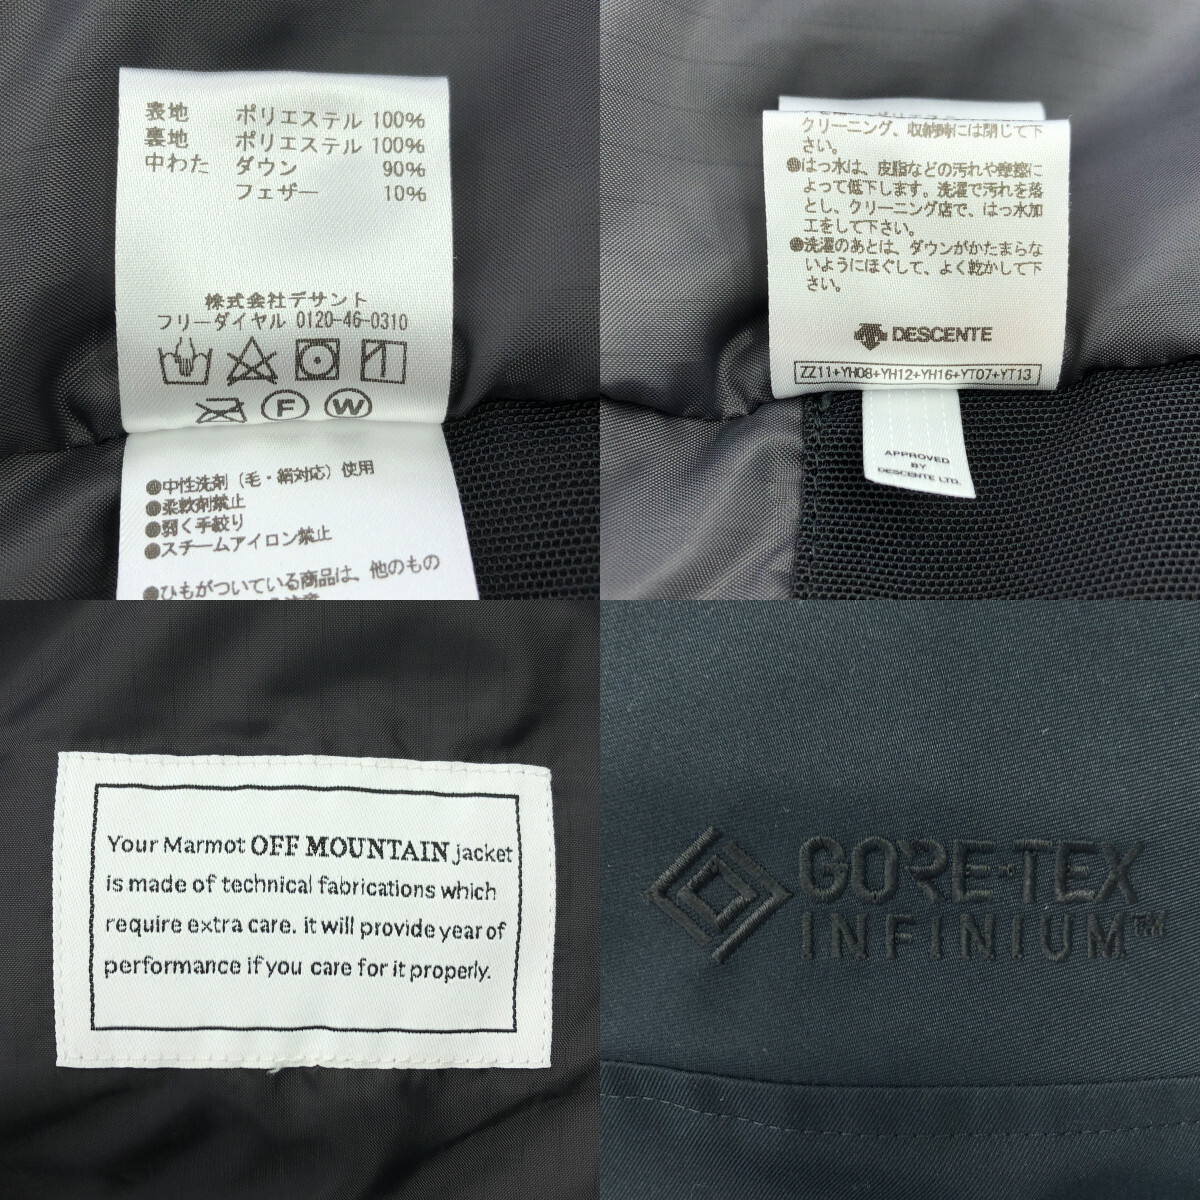 表地 ポリエステル 100%
裏地 ポリエステル 100%
中わた ダウン 90%
フェザー 10%
株式会社デサント
フリーダイヤル 0120-46-0310
F W
●中性洗剤（毛・絹対応）使用
●柔軟剤禁止
●弱く手絞り
●スチームアイロン禁止
●ひもがついている商品は、他のもの
クリーニング、収納時には閉じて下
さい。
●はっ水は、皮脂などの汚れや摩擦に
よって低下します。洗濯で汚れを落
とし、クリーニング店で、はっ水加
工をして下さい。
●洗濯のあとは、ダウンがかたまらな
いようにほぐして、よく乾かして下
さい。
DESCENTE
ZZ11+YH08+YH12+YH16+YT07+YT13
APPROVED
BY
DESCENTE LTD.
Your Marmot OFF MOUNTAIN jacket
is made of technical fabrications which
require extra care. it will provide year of
performance if you care for it properly.
GORE-TEX
INFINIUM™